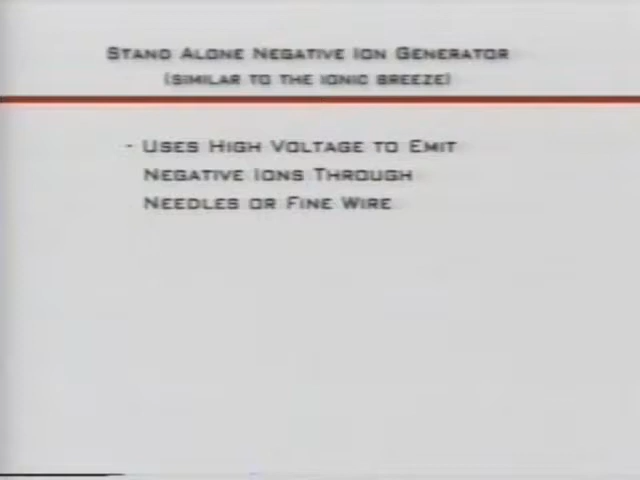 Stand Alone Negative Ion Generator
(similar to the Ionic Breeze)
- Uses High Voltage to Emit
Negative Ions Through
Needles or Fine Wire